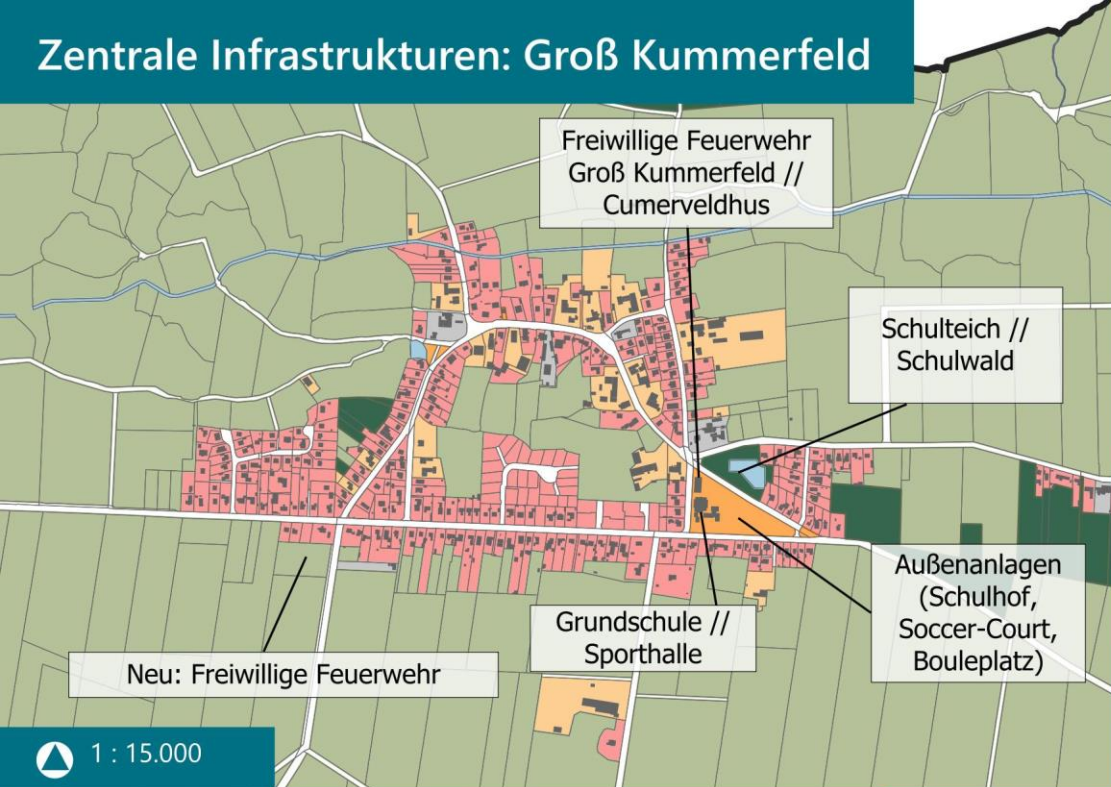 Zentrale Infrastrukturen: Groß Kummerfeld
Freiwillige Feuerwehr
Groß Kummerfeld //
Cumerveldhus
Schulteich //
Schulwald
Außenanlagen
(Schulhof,
Soccer-Court,
Bouleplatz)
Grundschule //
Sporthalle
Neu: Freiwillige Feuerwehr
1 : 15.000